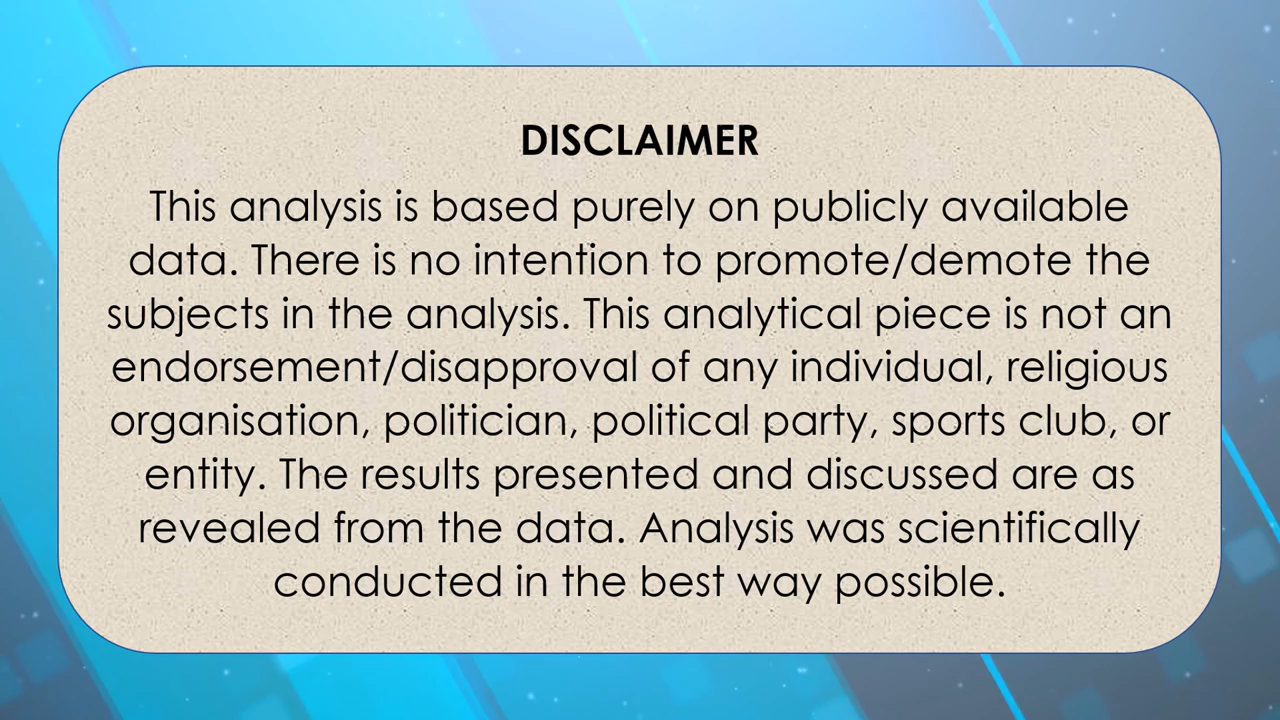 DISCLAIMER
This analysis is based purely on publicly available
data. There is no intention to promote/demote the
subjects in the analysis. This analytical piece is not an
endorsement/disapproval of any individual, religious
organisation, politician, political party, sports club, or
entity. The results presented and discussed are as
revealed from the data. Analysis was scientifically
conducted in the best way possible.